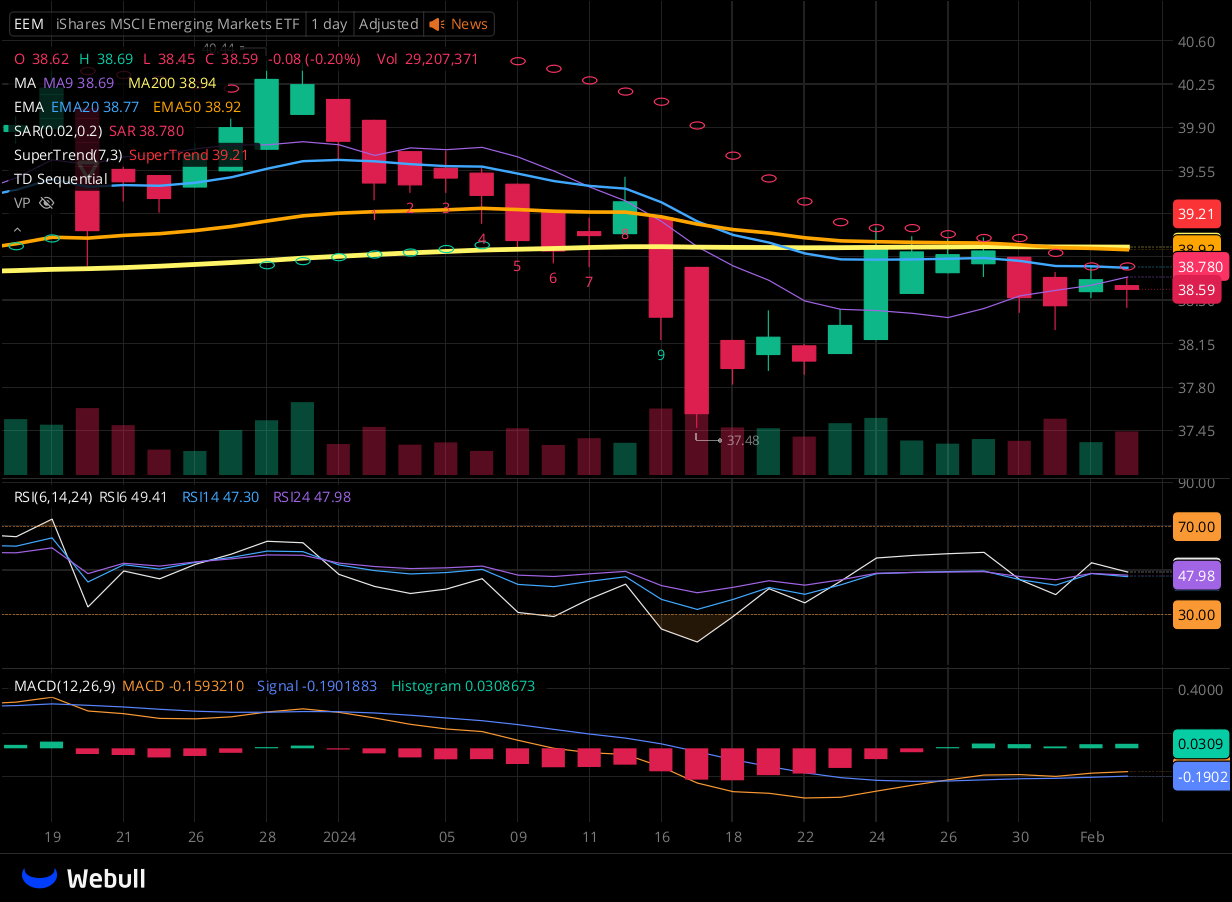 EEM iShares MSCI Emerging Markets ETF 1 day Adjusted News
40.60
O 38.62 H 38.69 L 38.45 C 38.59 -0.08 (-0.20%) Vol 29,207,371
MA MA9 38.69 MA200 38.94
40.25
EMA EMA20 38.77 EMA50 38.92
SAR(0.02,0.2) SAR 38.780
39.90
SuperTrend(7,3) SuperTrend 39.21
39.55
TD Sequential
VP
2 3
39.21
4 8
38.92
5 6 7
38.780
38.59
9
38.15
37.80
37.48
37.45
90.00
RSI(6,14,24) RSI6 49.41 RSI14 47.30 RSI24 47.98
70.00
47.98
30.00
MACD(12,26,9) MACD -0.1593210 Signal -0.1901883 Histogram 0.0308673
0.4000
0.0309
-0.1902
19 21 26 28 2024 05 09 11 16 18 22 24 26 30 Feb
Webull